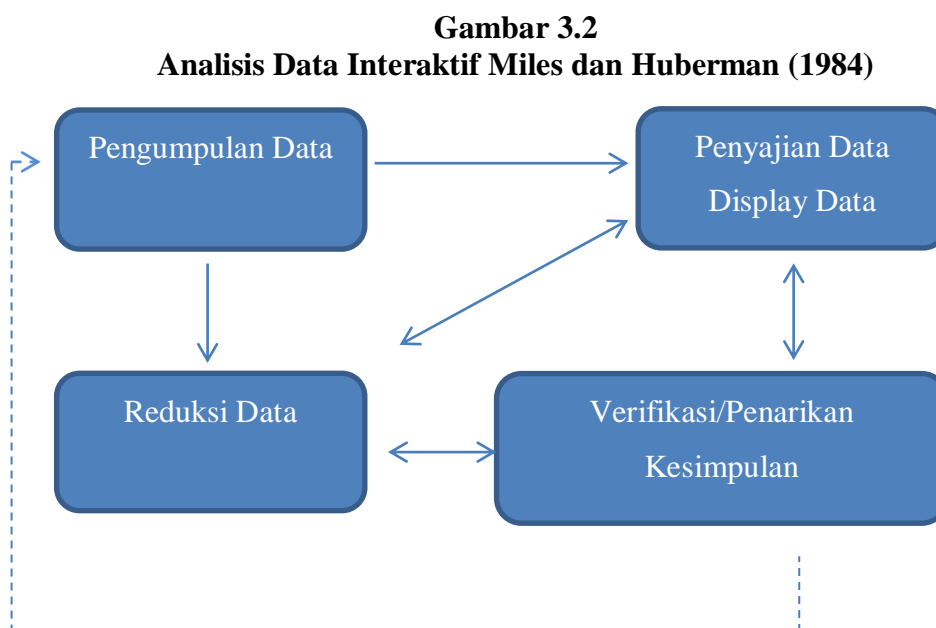 Gambar 3.2
Analisis Data Interaktif Miles dan Huberman (1984)
Pengumpulan Data
Penyajian Data
Display Data
Reduksi Data
Verifikasi/Penarikan
Kesimpulan